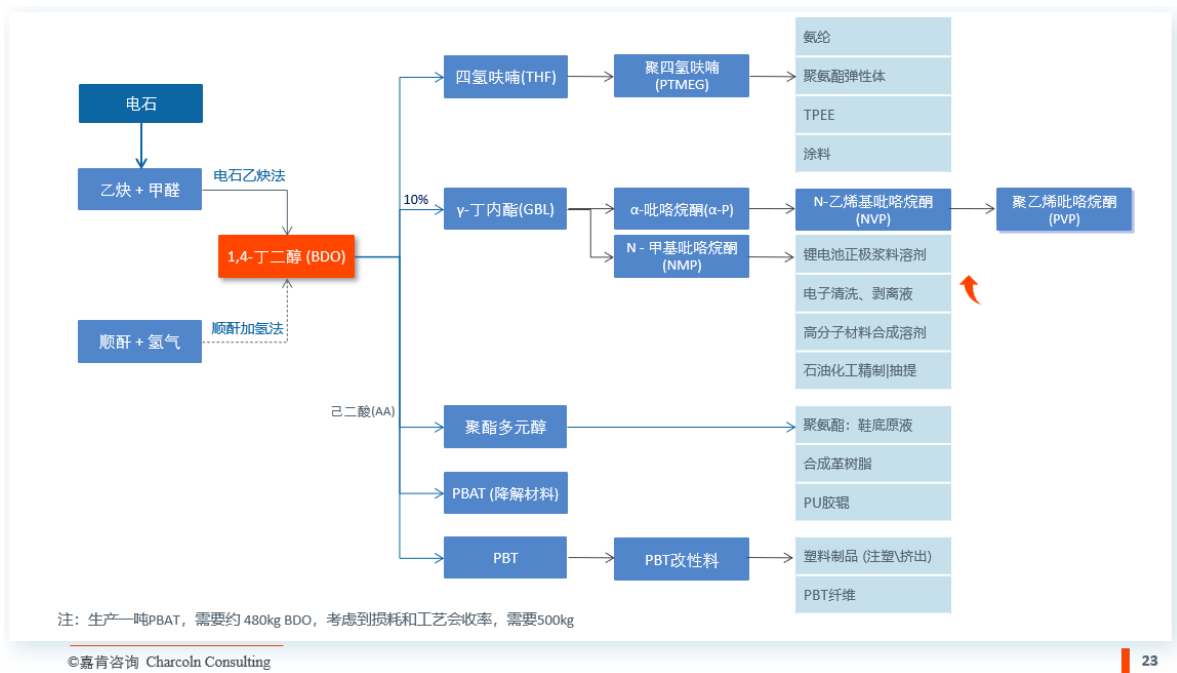 电石
乙炔 + 甲醛
电石乙炔法
1,4-丁二醇 (BDO)
顺酐加氢法
顺酐 + 氢气
10%
己二酸(AA)
四氢呋喃(THF)
聚四氢呋喃
(PTMEG)
氨纶
聚氨酯弹性体
TPEE
涂料
γ-丁内酯(GBL)
α-吡咯烷酮(α-P)
N-乙烯基吡咯烷酮
(NVP)
聚乙烯吡咯烷酮
(PVP)
N - 甲基吡咯烷酮
(NMP)
锂电池正极浆料溶剂
电子清洗、剥离液
高分子材料合成溶剂
石油化工精制|抽提
聚酯多元醇
聚氨酯：鞋底原液
合成革树脂
PU胶辊
PBAT (降解材料)
PBT
PBT改性料
塑料制品 (注塑\挤出)
PBT纤维
注：生产一吨PBAT，需要约 480kg BDO，考虑到损耗和工艺会收率，需要500kg
©嘉肯咨询 Charcoln Consulting
23